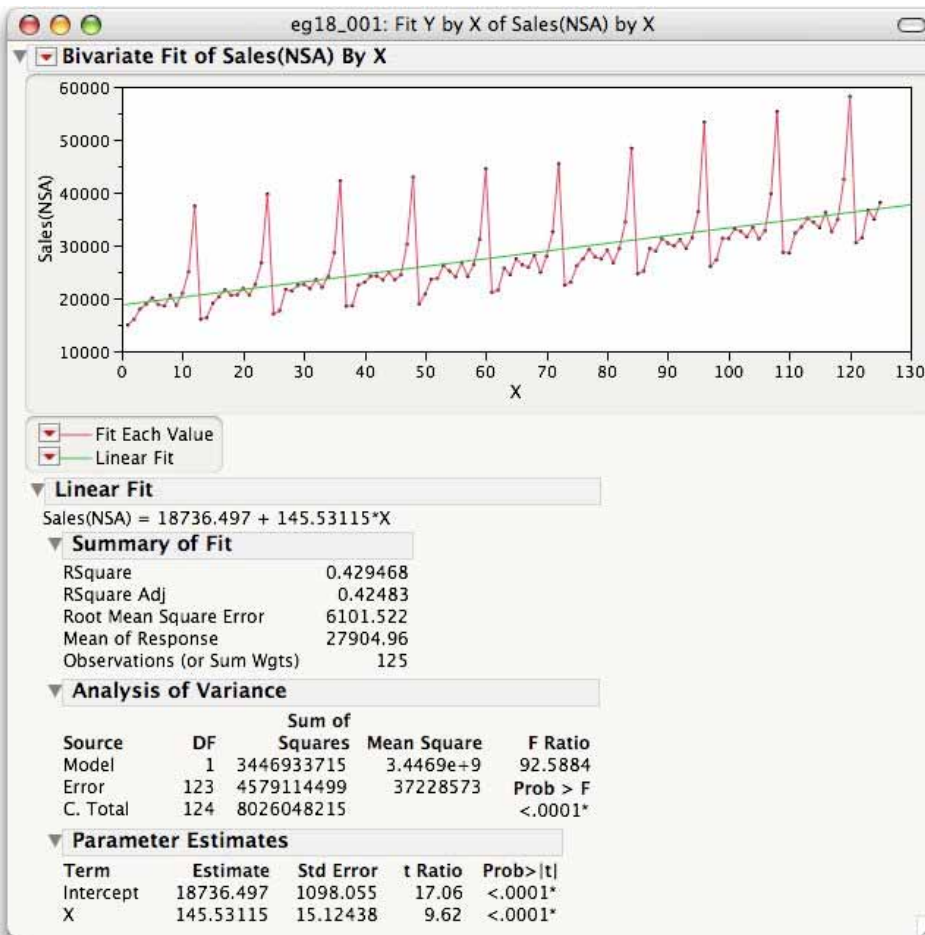 eg18_001: Fit Y by X of Sales(NSA) by X
Bivariate Fit of Sales(NSA) By X
60000
50000
40000
30000
20000
10000
Sales(NSA)
0 10 20 30 40 50 60 70 80 90 100 110 120 130
X
Fit Each Value
Linear Fit
Linear Fit
Sales(NSA) = 18736.497 + 145.53115*X
Summary of Fit
RSquare 0.429468
RSquare Adj 0.42483
Root Mean Square Error 6101.522
Mean of Response 27904.96
Observations (or Sum Wgts) 125
Analysis of Variance
Sum of
Source DF Squares Mean Square F Ratio
Model 1 3446933715 3.4469e+9 92.5884
Error 123 4579114499 37228573 Prob > F
C. Total 124 8026048215 <.0001*
Parameter Estimates
Term Estimate Std Error t Ratio Prob>|t|
Intercept 18736.497 1098.055 17.06 <.0001*
X 145.53115 15.12438 9.62 <.0001*